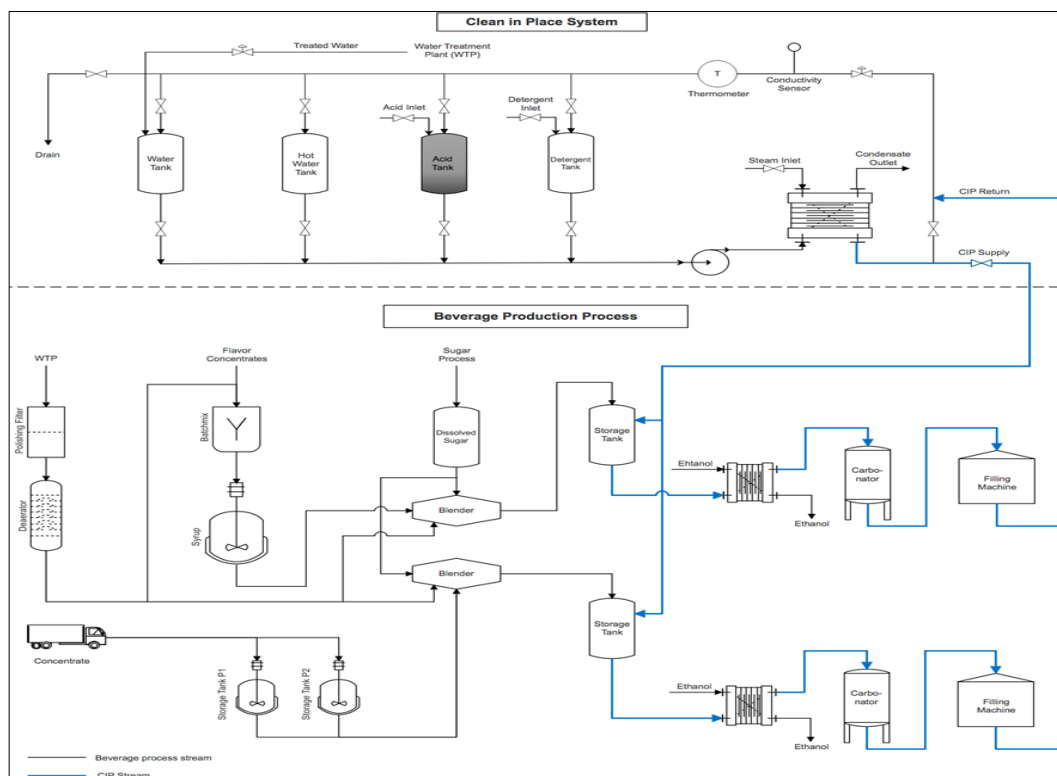 Clean in Place System
Treated Water
Water Treatment
Plant (WTP)
T
Thermometer
Conductivity
Sensor
Drain
Water
Tank
Hot
Water
Tank
Acid Inlet
Acid
Tank
Detergent
Inlet
Detergent
Tank
Steam Inlet
Condensate
Outlet
CIP Return
CIP Supply
Beverage Production Process
WTP
Flavor
Concentrates
Sugar
Process
Polishing Filter
Batchmix
Dissolved
Sugar
Storage
Tank
Deaerator
Syrup
Blender
Ehtanol
Ethanol
Carbo-
nator
Filling
Machine
Blender
Storage
Tank
Concentrate
Storage Tank P1
Storage Tank P2
Ethanol
Ethanol
Carbo-
nator
Filling
Machine
Beverage process stream
CIP Stream